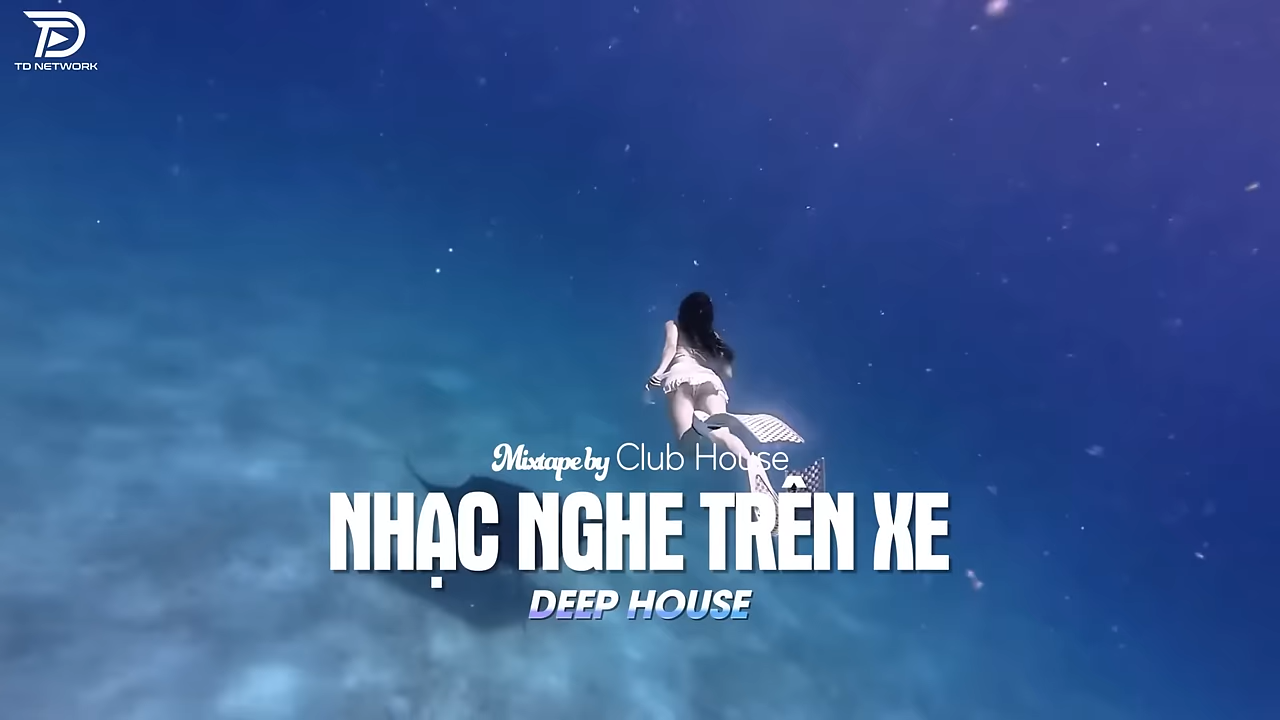 TD NETWORK
Mixtape by Club House
NHẠC NGHE TRÊN XE
DEEP HOUSE